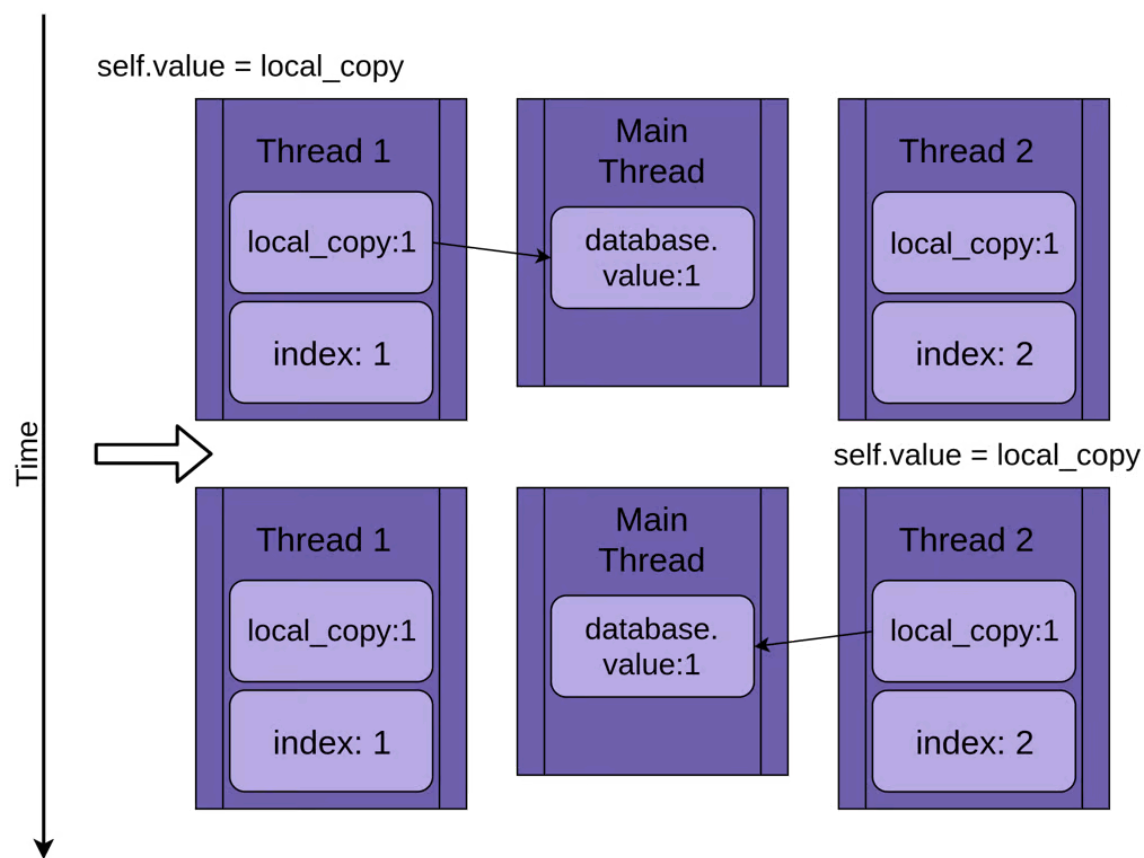 self.value = local_copy
Thread 1
Main
Thread
Thread 2
local_copy:1
database.
value:1
local_copy:1
index: 1
index: 2
Time
self.value = local_copy
Thread 1
Main
Thread
Thread 2
local_copy:1
database.
value:1
local_copy:1
index: 1
index: 2